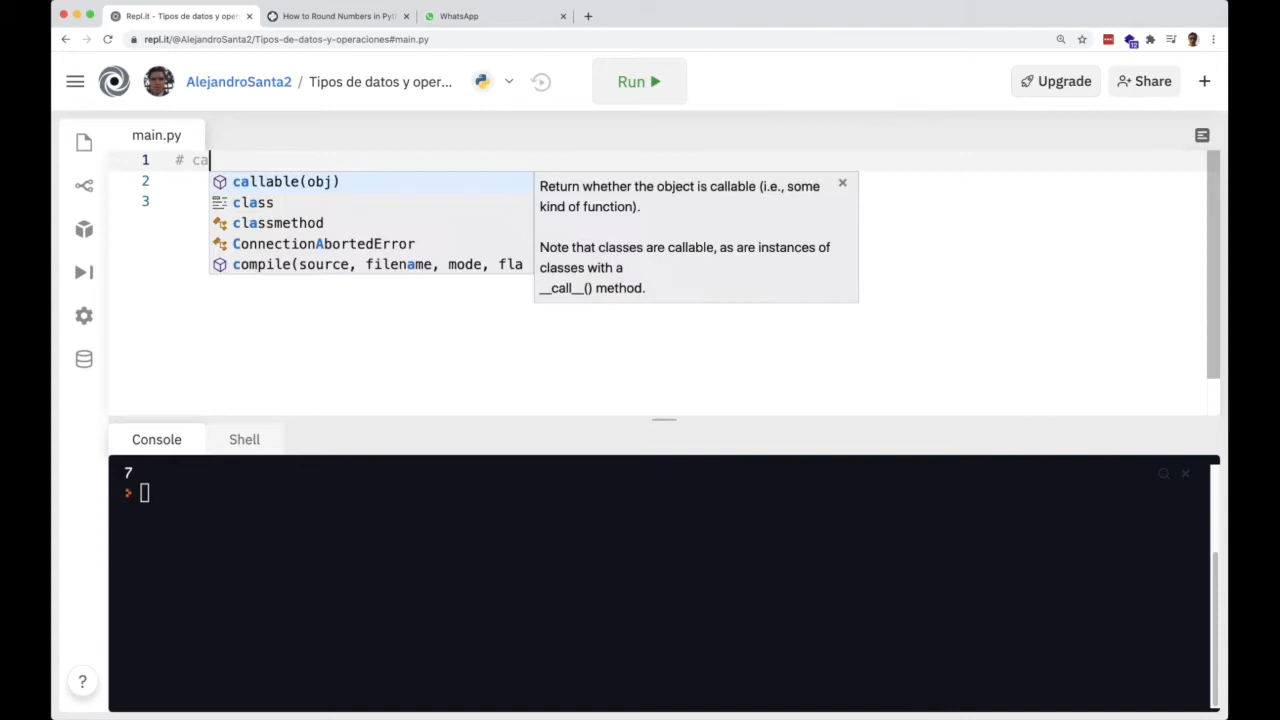 Repl.it - Tipos de datos y oper
How to Round Numbers in Pyt
WhatsApp
repl.it/@AlejandroSanta2/Tipos-de-datos-y-operaciones#main.py
12
AlejandroSanta2 / Tipos de datos y oper...
Run
Upgrade
Share
main.py
1 # ca
2
3
callable(obj)
class
classmethod
ConnectionAbortedError
compile(source, filename, mode, fla
Return whether the object is callable (i.e., some
kind of function).
Note that classes are callable, as are instances of
classes with a
__call__() method.
Console
Shell
7
?